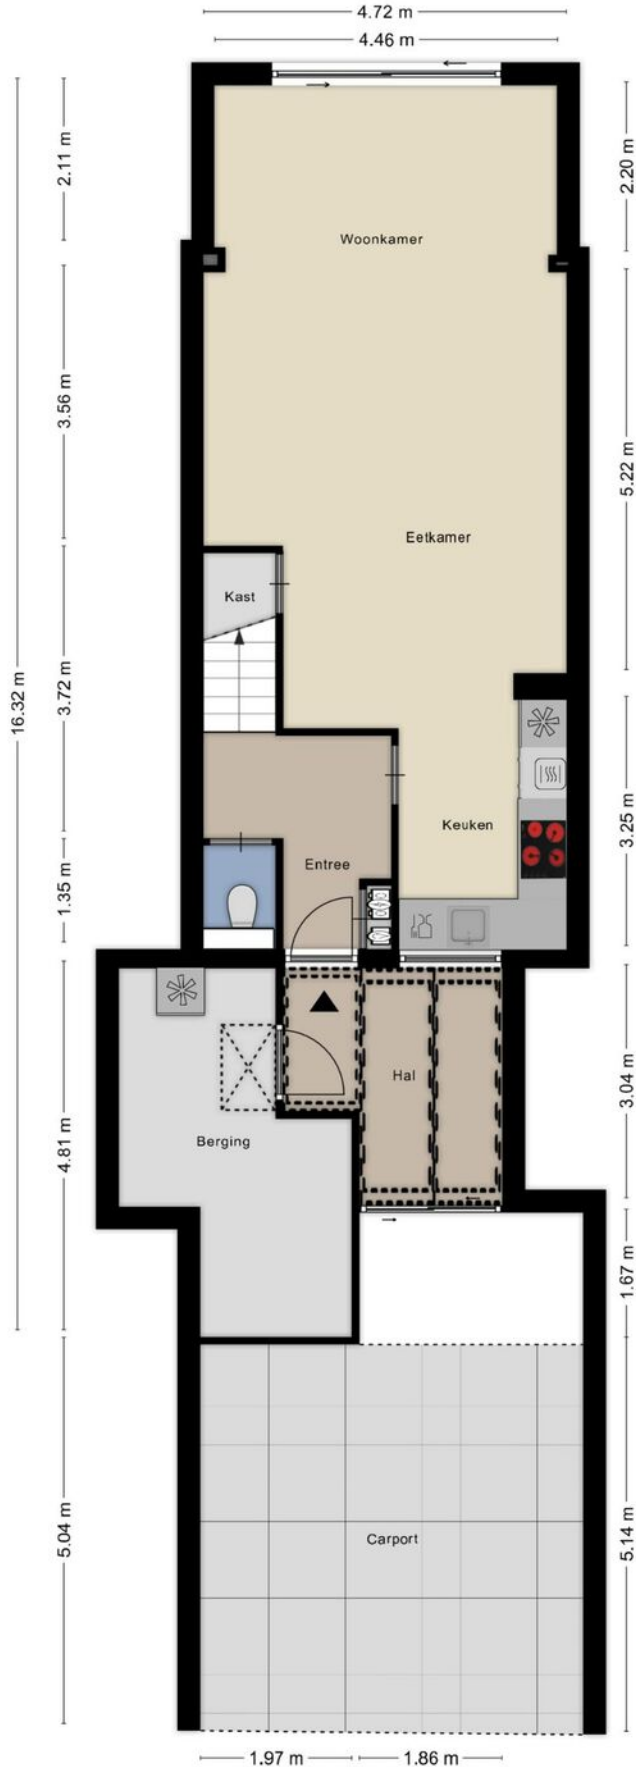 4.72 m
4.46 m
2.11 m
2.20 m
Woonkamer
3.56 m
5.22 m
Eetkamer
Kast
16.32 m
3.72 m
3.25 m
Keuken
Entree
1.35 m
Hal
3.04 m
4.81 m
Berging
1.67 m
5.04 m
5.14 m
Carport
1.97 m
1.86 m